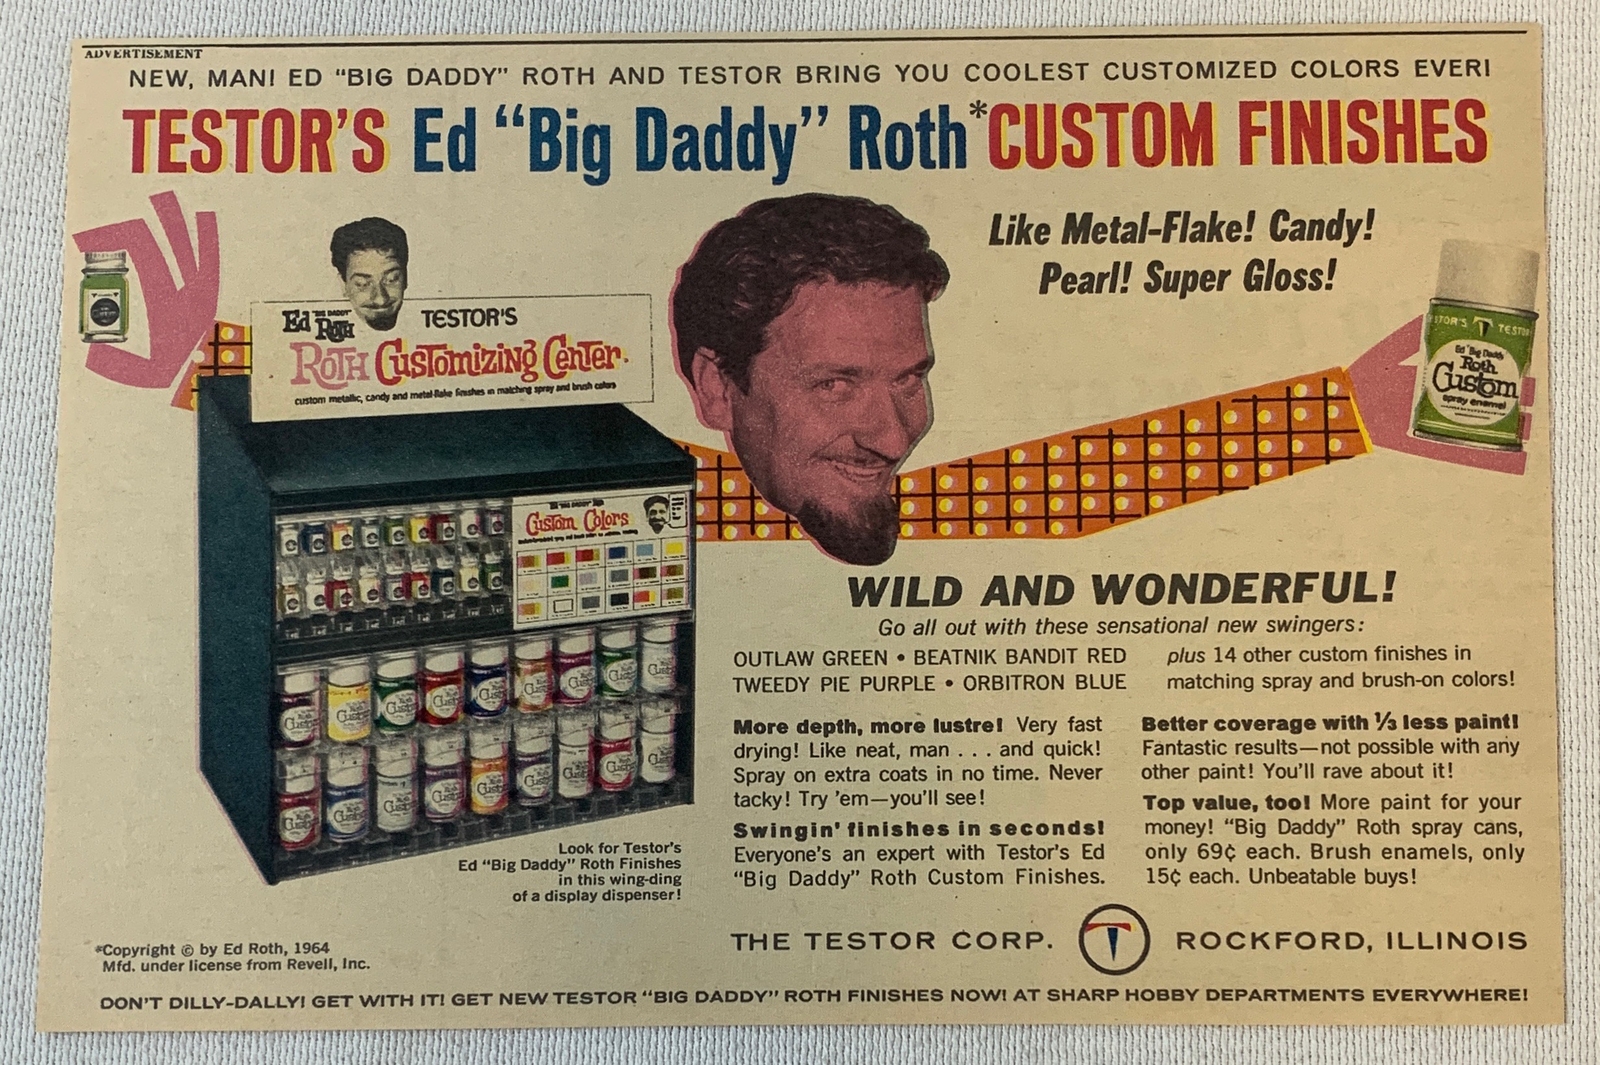 ADVERTISEMENT
NEW, MAN! ED "BIG DADDY" ROTH AND TESTOR BRING YOU COOLEST CUSTOMIZED COLORS EVER!
TESTOR'S Ed "Big Daddy" Roth* CUSTOM FINISHES
Like Metal-Flake! Candy!
Pearl! Super Gloss!
Ed "BIG DADDY" Roth TESTOR'S
Roth Customizing Center.
custom metallic, candy and metal-flake finishes in matching spray and brush colors
TESTOR'S
Ed "Big Daddy"
Roth
Custom
spray enamel
Custom Colors
WILD AND WONDERFUL!
Go all out with these sensational new swingers:
OUTLAW GREEN • BEATNIK BANDIT RED
TWEEDY PIE PURPLE • ORBITRON BLUE
plus 14 other custom finishes in
matching spray and brush-on colors!
More depth, more lustre! Very fast
drying! Like neat, man . . . and quick!
Spray on extra coats in no time. Never
tacky! Try 'em—you'll see!
Swingin' finishes in seconds!
Everyone's an expert with Testor's Ed
"Big Daddy" Roth Custom Finishes.
Better coverage with ⅓ less paint!
Fantastic results—not possible with any
other paint! You'll rave about it!
Top value, too! More paint for your
money! "Big Daddy" Roth spray cans,
only 69¢ each. Brush enamels, only
15¢ each. Unbeatable buys!
Look for Testor's
Ed "Big Daddy" Roth Finishes
in this wing-ding
of a display dispenser!
*Copyright © by Ed Roth, 1964
Mfd. under license from Revell, Inc.
THE TESTOR CORP. T ROCKFORD, ILLINOIS
DON'T DILLY-DALLY! GET WITH IT! GET NEW TESTOR "BIG DADDY" ROTH FINISHES NOW! AT SHARP HOBBY DEPARTMENTS EVERYWHERE!